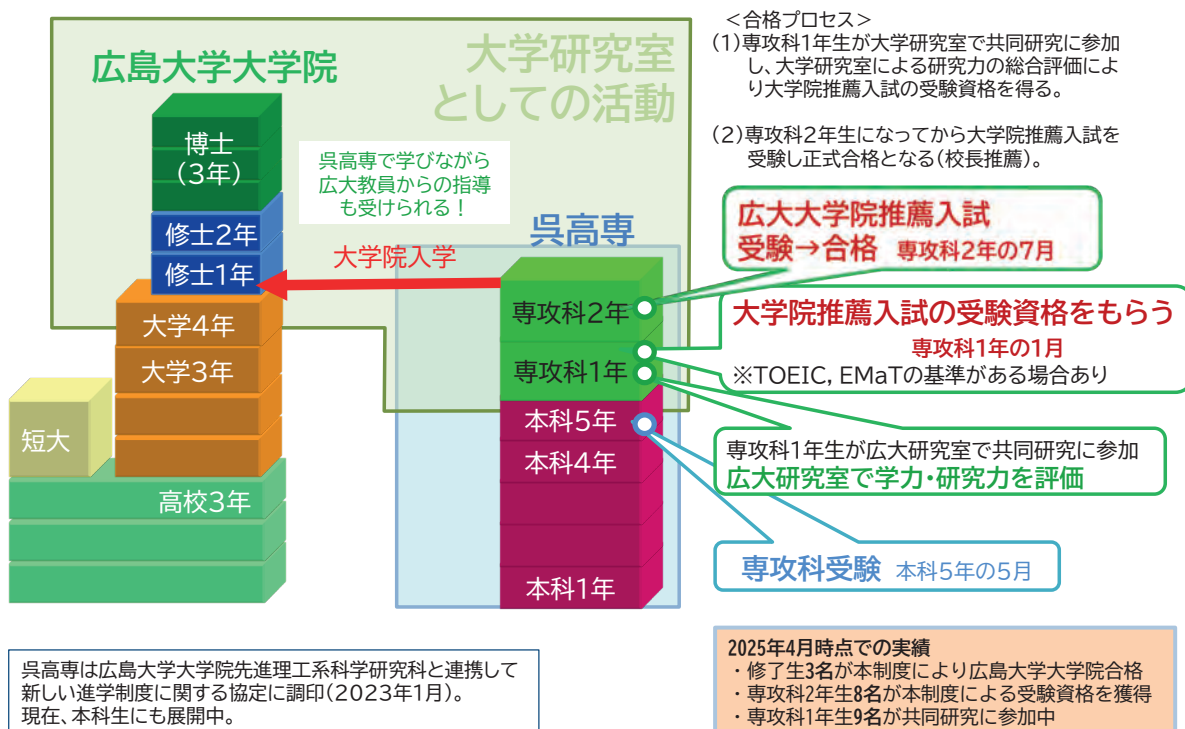 広島大学大学院
大学研究室
としての活動
博士
(3年)
修士2年
修士1年
大学4年
大学3年
短大
高校3年
呉高専で学びながら
広大教員からの指導
も受けられる！
大学院入学
呉高専
専攻科2年
専攻科1年
本科5年
本科4年
本科1年
＜合格プロセス＞
(1)専攻科1年生が大学研究室で共同研究に参加
し、大学研究室による研究力の総合評価によ
り大学院推薦入試の受験資格を得る。
(2)専攻科2年生になってから大学院推薦入試を
受験し正式合格となる(校長推薦)。
広大大学院推薦入試
受験→合格 専攻科2年の7月
大学院推薦入試の受験資格をもらう
専攻科1年の1月
※TOEIC, EMaTの基準がある場合あり
専攻科1年生が広大研究室で共同研究に参加
広大研究室で学力・研究力を評価
専攻科受験 本科5年の5月
呉高専は広島大学大学院先進理工系科学研究科と連携して
新しい進学制度に関する協定に調印(2023年1月)。
現在、本科生にも展開中。
2025年4月時点での実績
・修了生3名が本制度により広島大学大学院合格
・専攻科2年生8名が本制度による受験資格を獲得
・専攻科1年生9名が共同研究に参加中